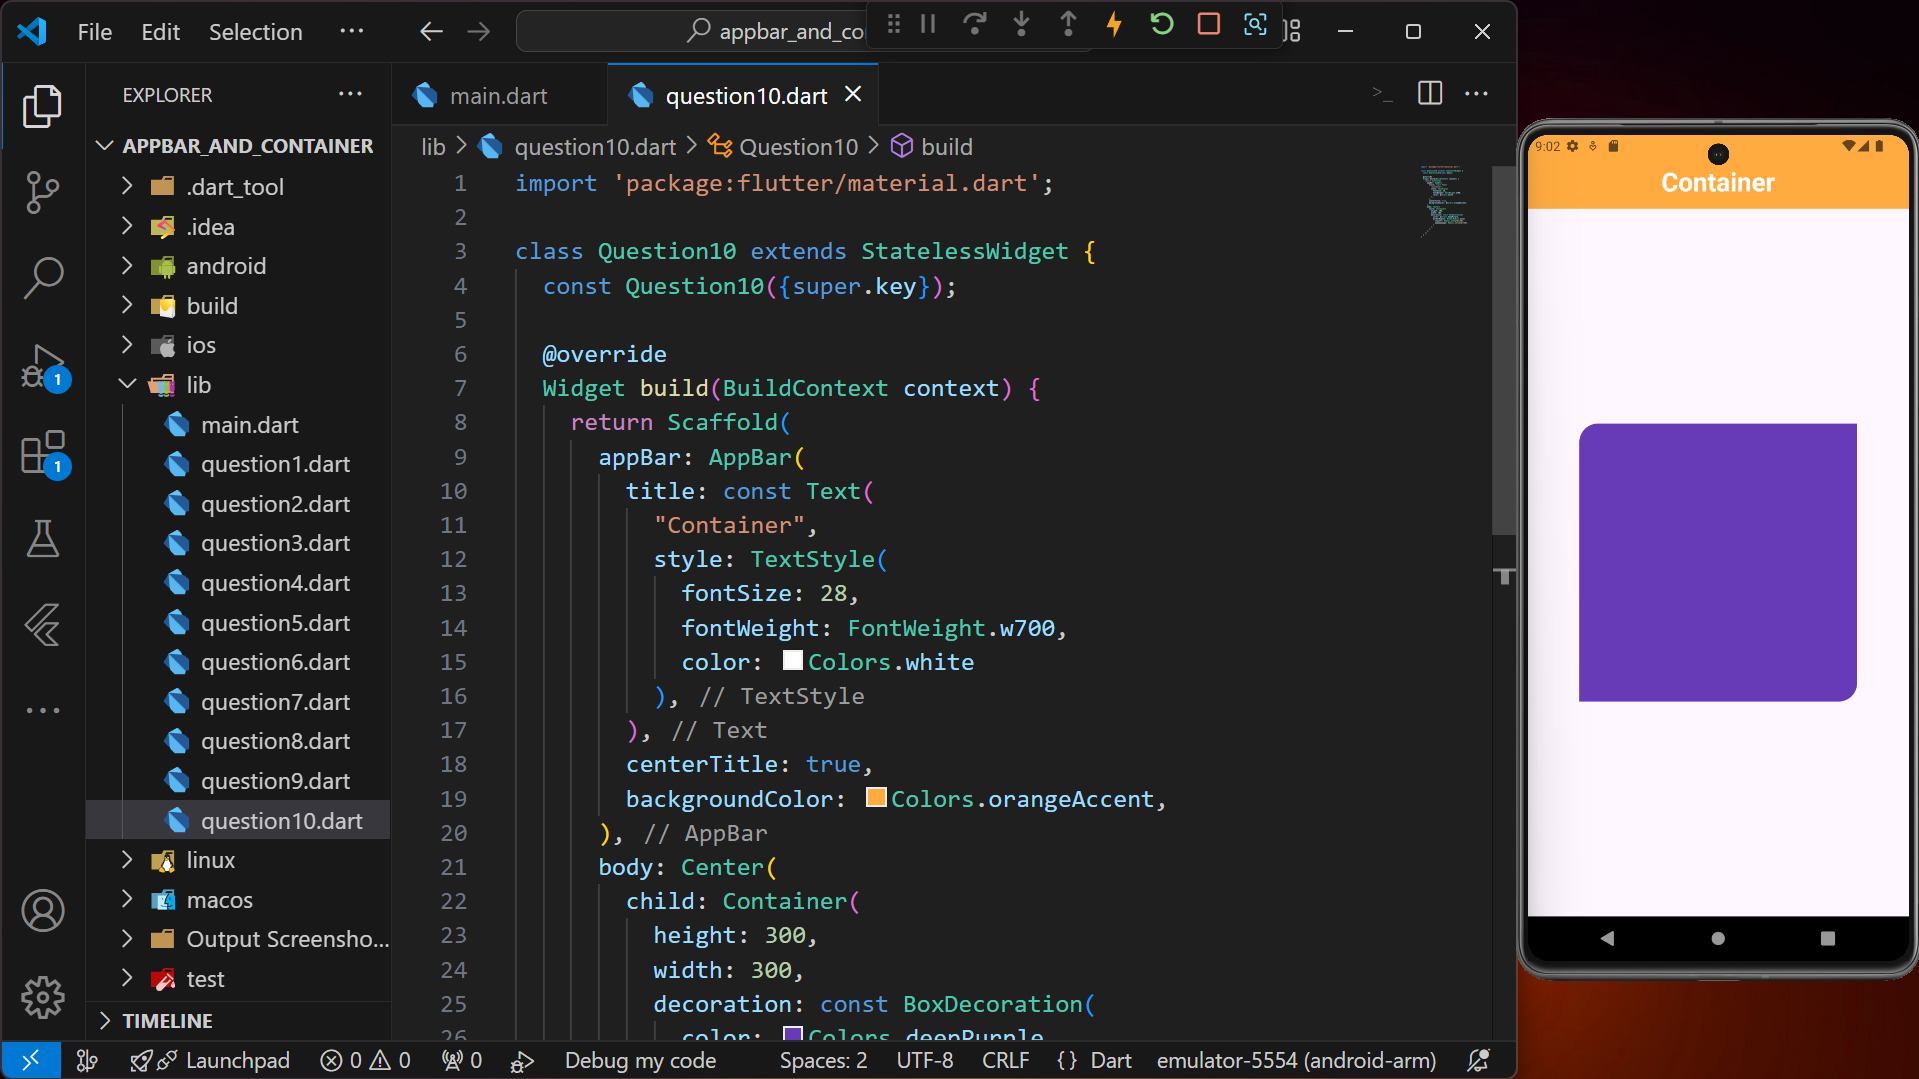 File Edit Selection ···
appbar_and_co
EXPLORER ···
APPBAR_AND_CONTAINER
.dart_tool
.idea
android
build
ios
lib
main.dart
question1.dart
question2.dart
question3.dart
question4.dart
question5.dart
question6.dart
question7.dart
question8.dart
question9.dart
question10.dart
linux
macos
Output Screensho...
test
TIMELINE
1
1
main.dart
question10.dart
lib > question10.dart > Question10 > build
1 import 'package:flutter/material.dart';
2
3 class Question10 extends StatelessWidget {
4 const Question10({super.key});
5
6 @override
7 Widget build(BuildContext context) {
8 return Scaffold(
9 appBar: AppBar(
10 title: const Text(
11 "Container",
12 style: TextStyle(
13 fontSize: 28,
14 fontWeight: FontWeight.w700,
15 color: Colors.white
16 ), // TextStyle
17 ), // Text
18 centerTitle: true,
19 backgroundColor: Colors.orangeAccent,
20 ), // AppBar
21 body: Center(
22 child: Container(
23 height: 300,
24 width: 300,
25 decoration: const BoxDecoration(
26 color: Colors.deepPurple
Launchpad 0 0 0 Debug my code Spaces: 2 UTF-8 CRLF {} Dart emulator-5554 (android-arm)
9:02
Container